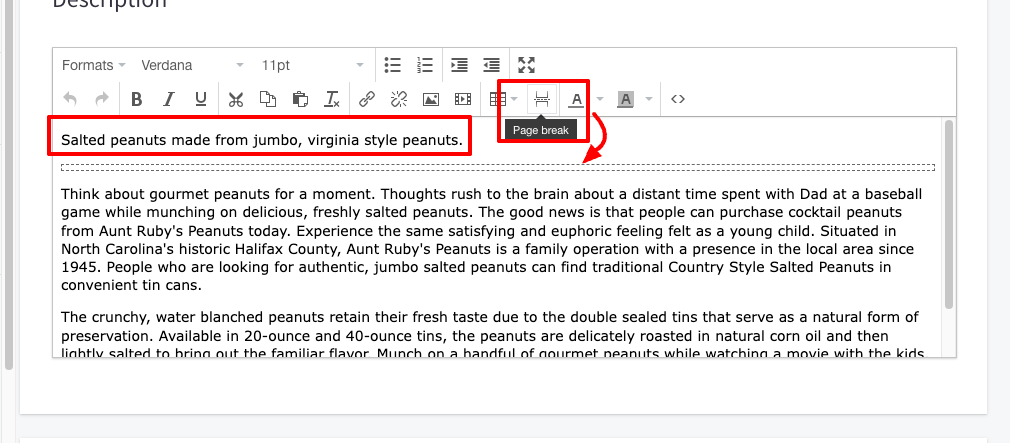 Description
Formats Verdana 11pt
B I U A A <>
Page break
Salted peanuts made from jumbo, virginia style peanuts.
Think about gourmet peanuts for a moment. Thoughts rush to the brain about a distant time spent with Dad at a baseball
game while munching on delicious, freshly salted peanuts. The good news is that people can purchase cocktail peanuts
from Aunt Ruby's Peanuts today. Experience the same satisfying and euphoric feeling felt as a young child. Situated in
North Carolina's historic Halifax County, Aunt Ruby's Peanuts is a family operation with a presence in the local area since
1945. People who are looking for authentic, jumbo salted peanuts can find traditional Country Style Salted Peanuts in
convenient tin cans.
The crunchy, water blanched peanuts retain their fresh taste due to the double sealed tins that serve as a natural form of
preservation. Available in 20-ounce and 40-ounce tins, the peanuts are delicately roasted in natural corn oil and then
lightly salted to bring out the familiar flavor. Munch on a handful of gourmet peanuts while watching a movie with the kids